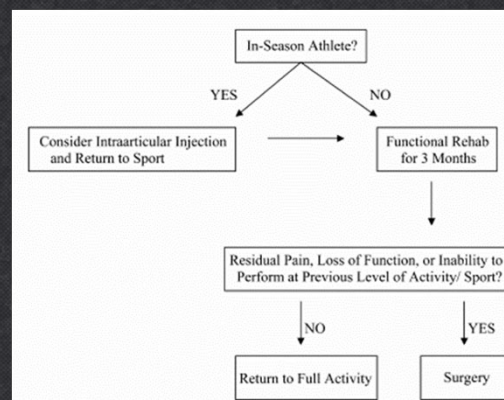 In-Season Athlete?
YES
NO
Consider Intraarticular Injection
and Return to Sport
Functional Rehab
for 3 Months
Residual Pain, Loss of Function, or Inability to
Perform at Previous Level of Activity/ Sport?
NO
YES
Return to Full Activity
Surgery